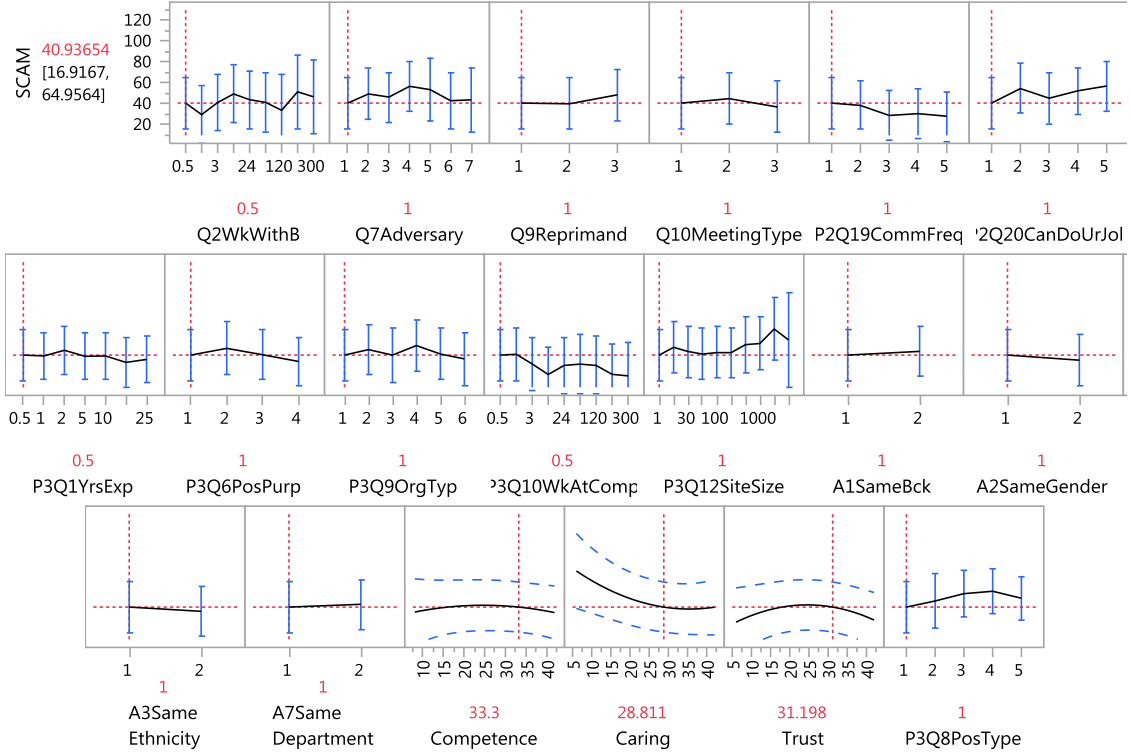 SCAM
40.93654
[16.9167,
64.9564]
120
100
80
60
40
20
0.5 3 24 120 300
1 2 3 4 5 6 7
1 2 3
1 2 3
1 2 3 4 5
1 2 3 4 5
0.5 1 1 1 1 1
Q2WkWithB Q7Adversary Q9Reprimand Q10MeetingType P2Q19CommFreq P2Q20CanDoUrJol
0.5 1 2 5 10 25
1 2 3 4
1 2 3 4 5 6
0.5 3 24 120 300
1 30 100 1000
1 2
1 2
0.5 1 1 0.5 1 1 1
P3Q1YrsExp P3Q6PosPurp P3Q9OrgTyp P3Q10WkAtComp P3Q12SiteSize A1SameBck A2SameGender
1 2
1 2
10 15 20 25 30 35 40
5 10 15 20 25 30 35 40
5 10 15 20 25 30 35 40
1 2 3 4 5
1 1 33.3 28.811 31.198 1
A3Same A7Same
Ethnicity Department Competence Caring Trust P3Q8PosType